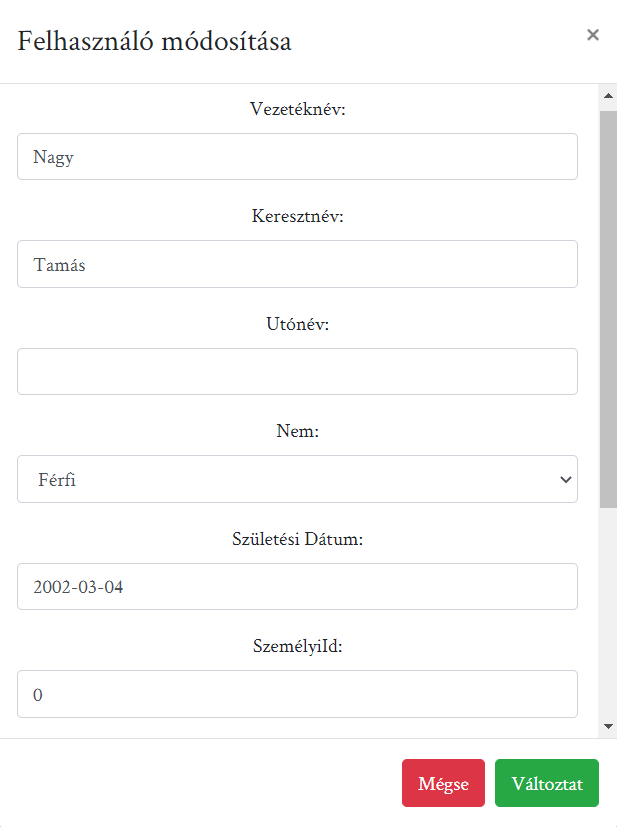 Felhasználó módosítása ×
Vezetéknév:
Nagy
Keresztnév:
Tamás
Utónév:
Nem:
Férfi
Születési Dátum:
2002-03-04
SzemélyiId:
0
Mégse Változtat